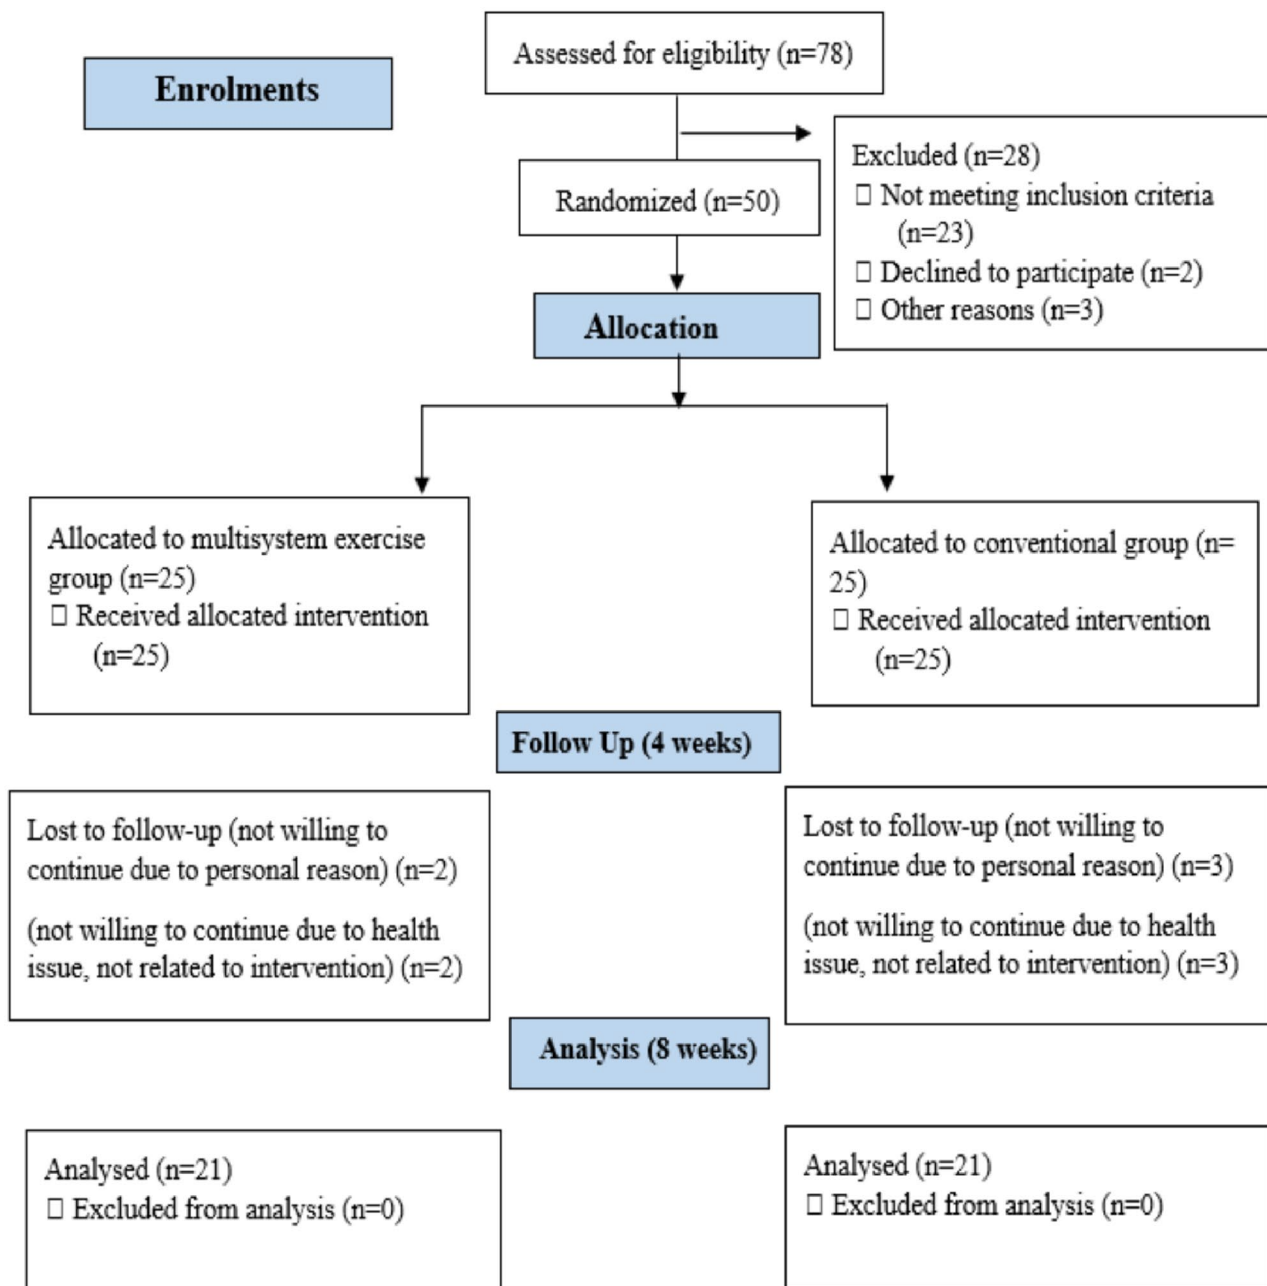 Assessed for eligibility (n=78)
Enrolments
Excluded (n=28)
□ Not meeting inclusion criteria
(n=23)
□ Declined to participate (n=2)
□ Other reasons (n=3)
Randomized (n=50)
Allocation
Allocated to multisystem exercise
group (n=25)
□ Received allocated intervention
(n=25)
Allocated to conventional group (n=
25)
□ Received allocated intervention
(n=25)
Follow Up (4 weeks)
Lost to follow-up (not willing to
continue due to personal reason) (n=2)
(not willing to continue due to health
issue, not related to intervention) (n=2)
Lost to follow-up (not willing to
continue due to personal reason) (n=3)
(not willing to continue due to health
issue, not related to intervention) (n=3)
Analysis (8 weeks)
Analysed (n=21)
□ Excluded from analysis (n=0)
Analysed (n=21)
□ Excluded from analysis (n=0)